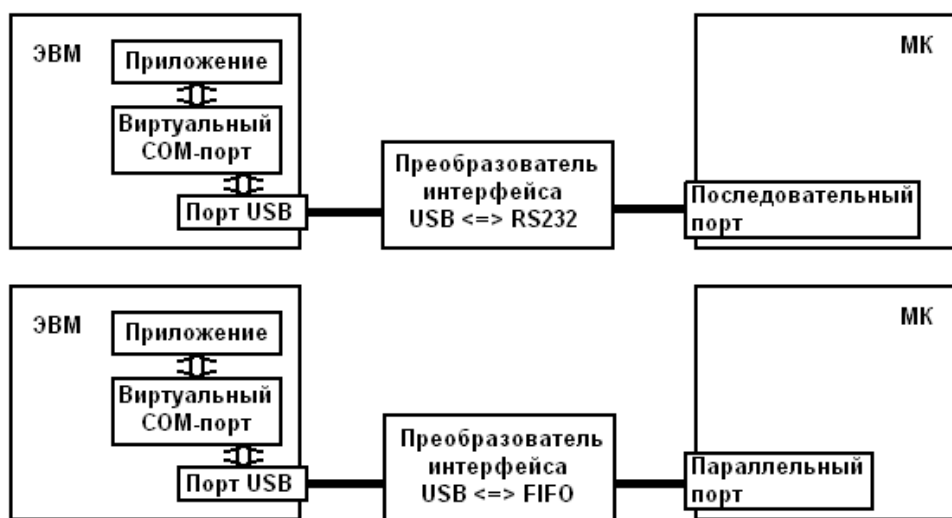 ЭВМ
Приложение
Виртуальный
COM-порт
Порт USB
Преобразователь
интерфейса
USB <=> RS232
МК
Последовательный
порт
ЭВМ
Приложение
Виртуальный
COM-порт
Порт USB
Преобразователь
интерфейса
USB <=> FIFO
МК
Параллельный
порт